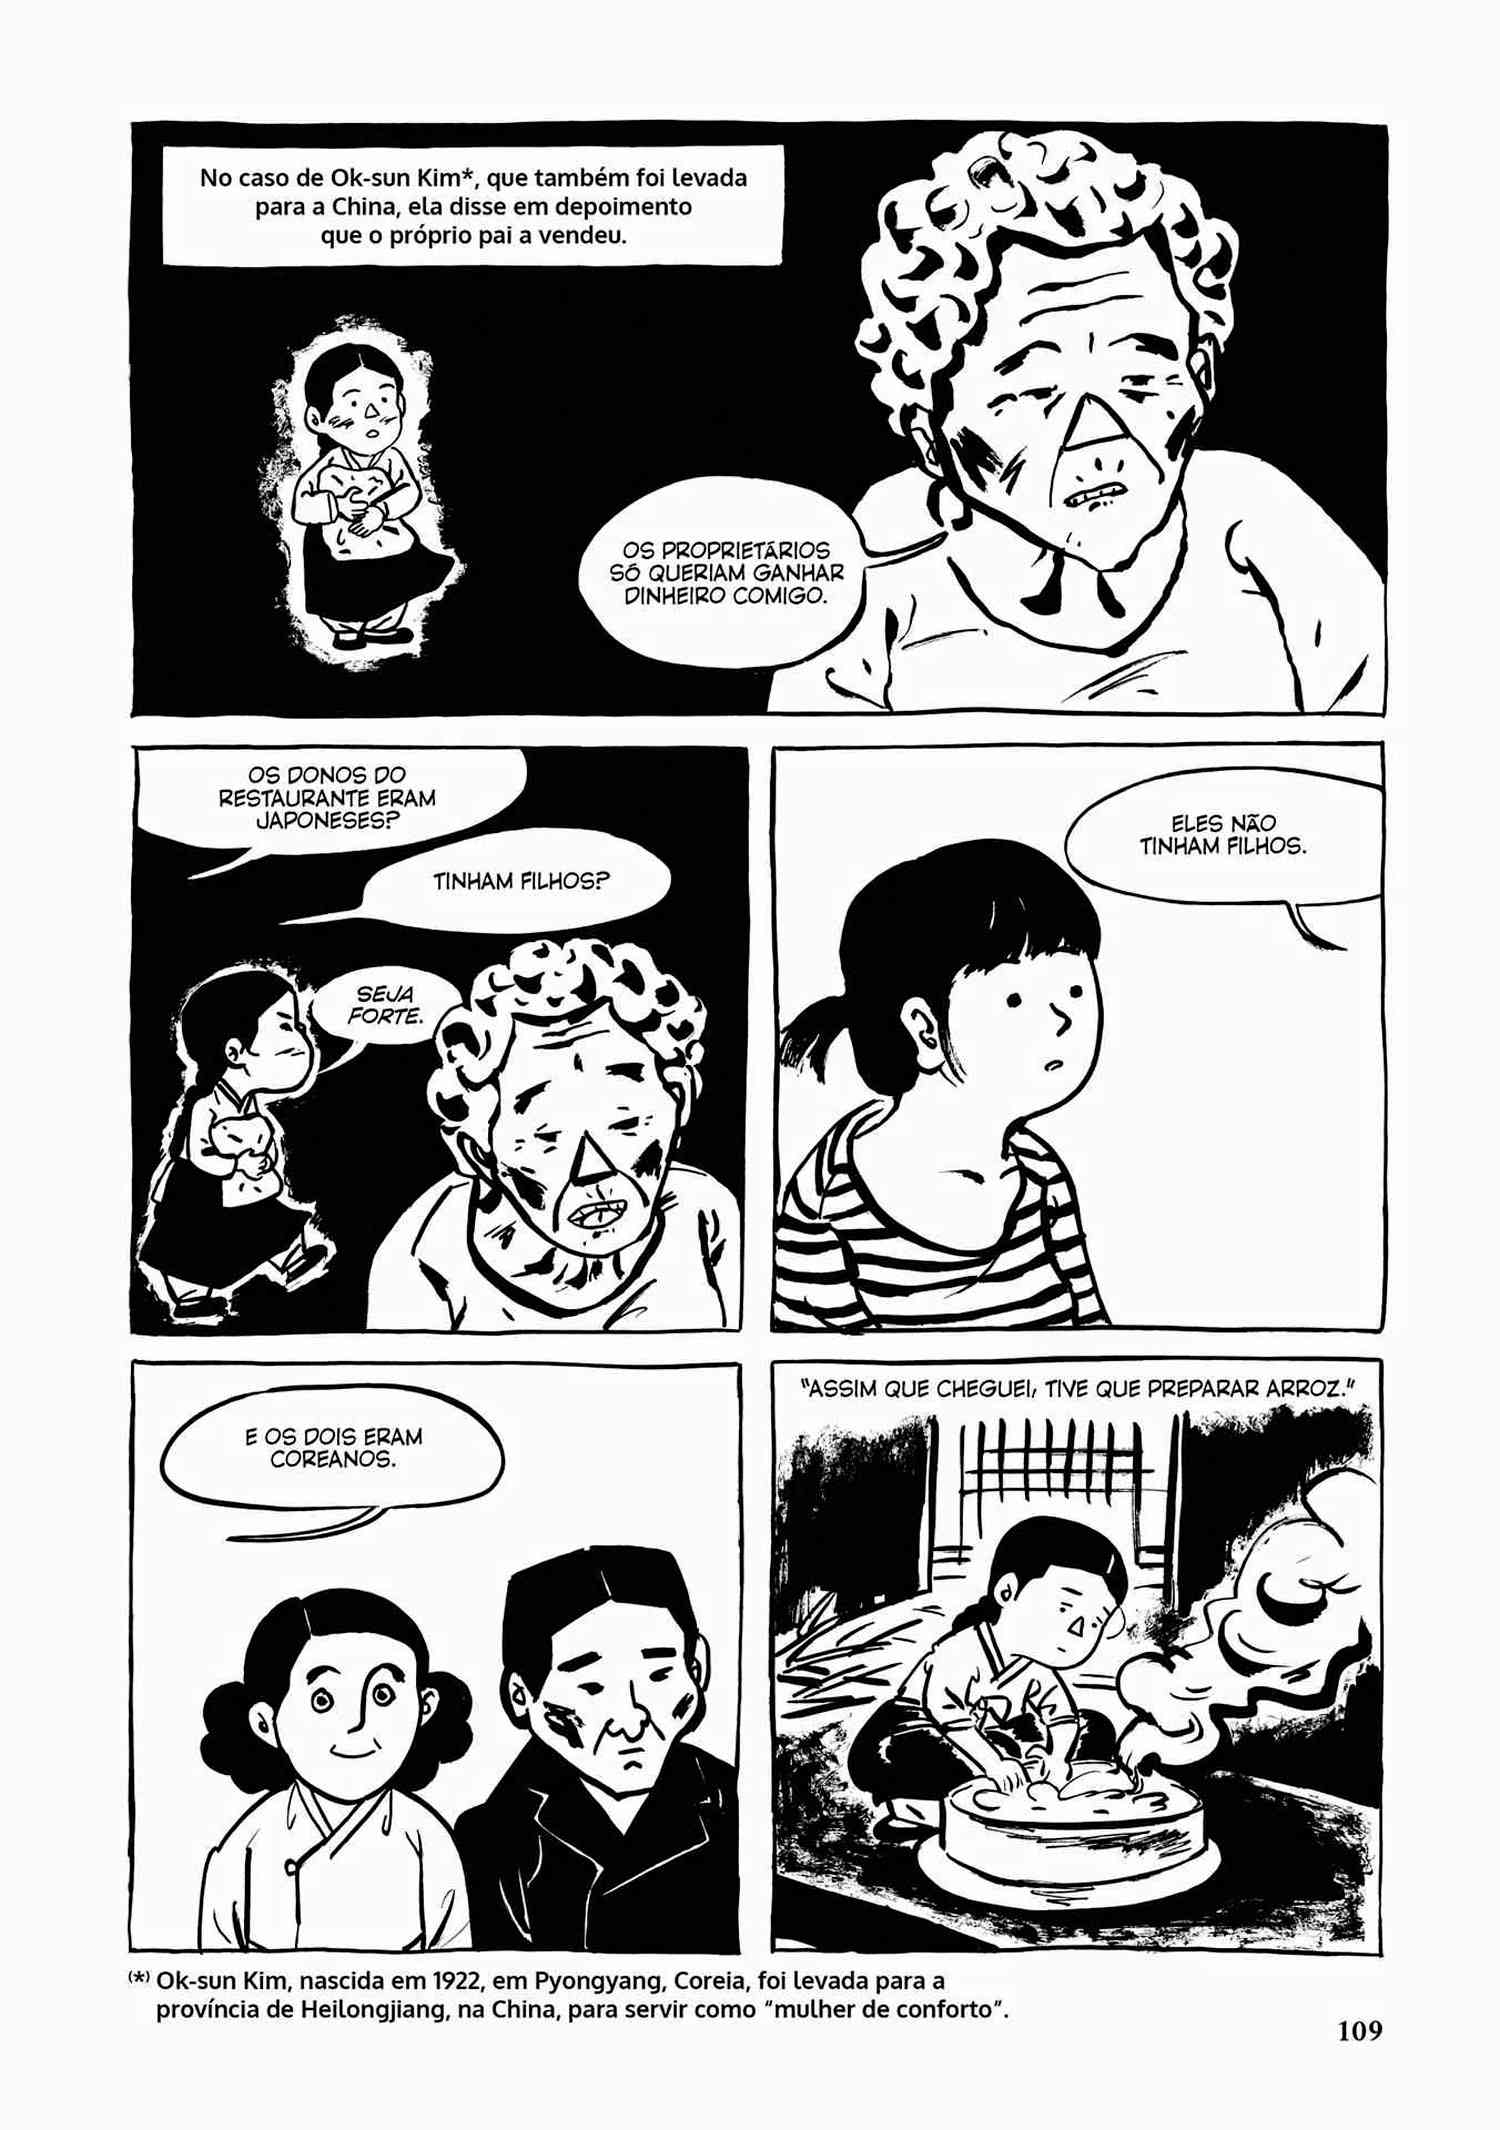 No caso de Ok-sun Kim*, que também foi levada
para a China, ela disse em depoimento
que o próprio pai a vendeu.
OS PROPRIETÁRIOS
SÓ QUERIAM GANHAR
DINHEIRO COMIGO.
OS DONOS DO
RESTAURANTE ERAM
JAPONESES?
TINHAM FILHOS?
SEJA
FORTE.
ELES NÃO
TINHAM FILHOS.
E OS DOIS ERAM
COREANOS.
"ASSIM QUE CHEGUEI, TIVE QUE PREPARAR ARROZ."
(*) Ok-sun Kim, nascida em 1922, em Pyongyang, Coreia, foi levada para a
província de Heilongjiang, na China, para servir como "mulher de conforto".
109